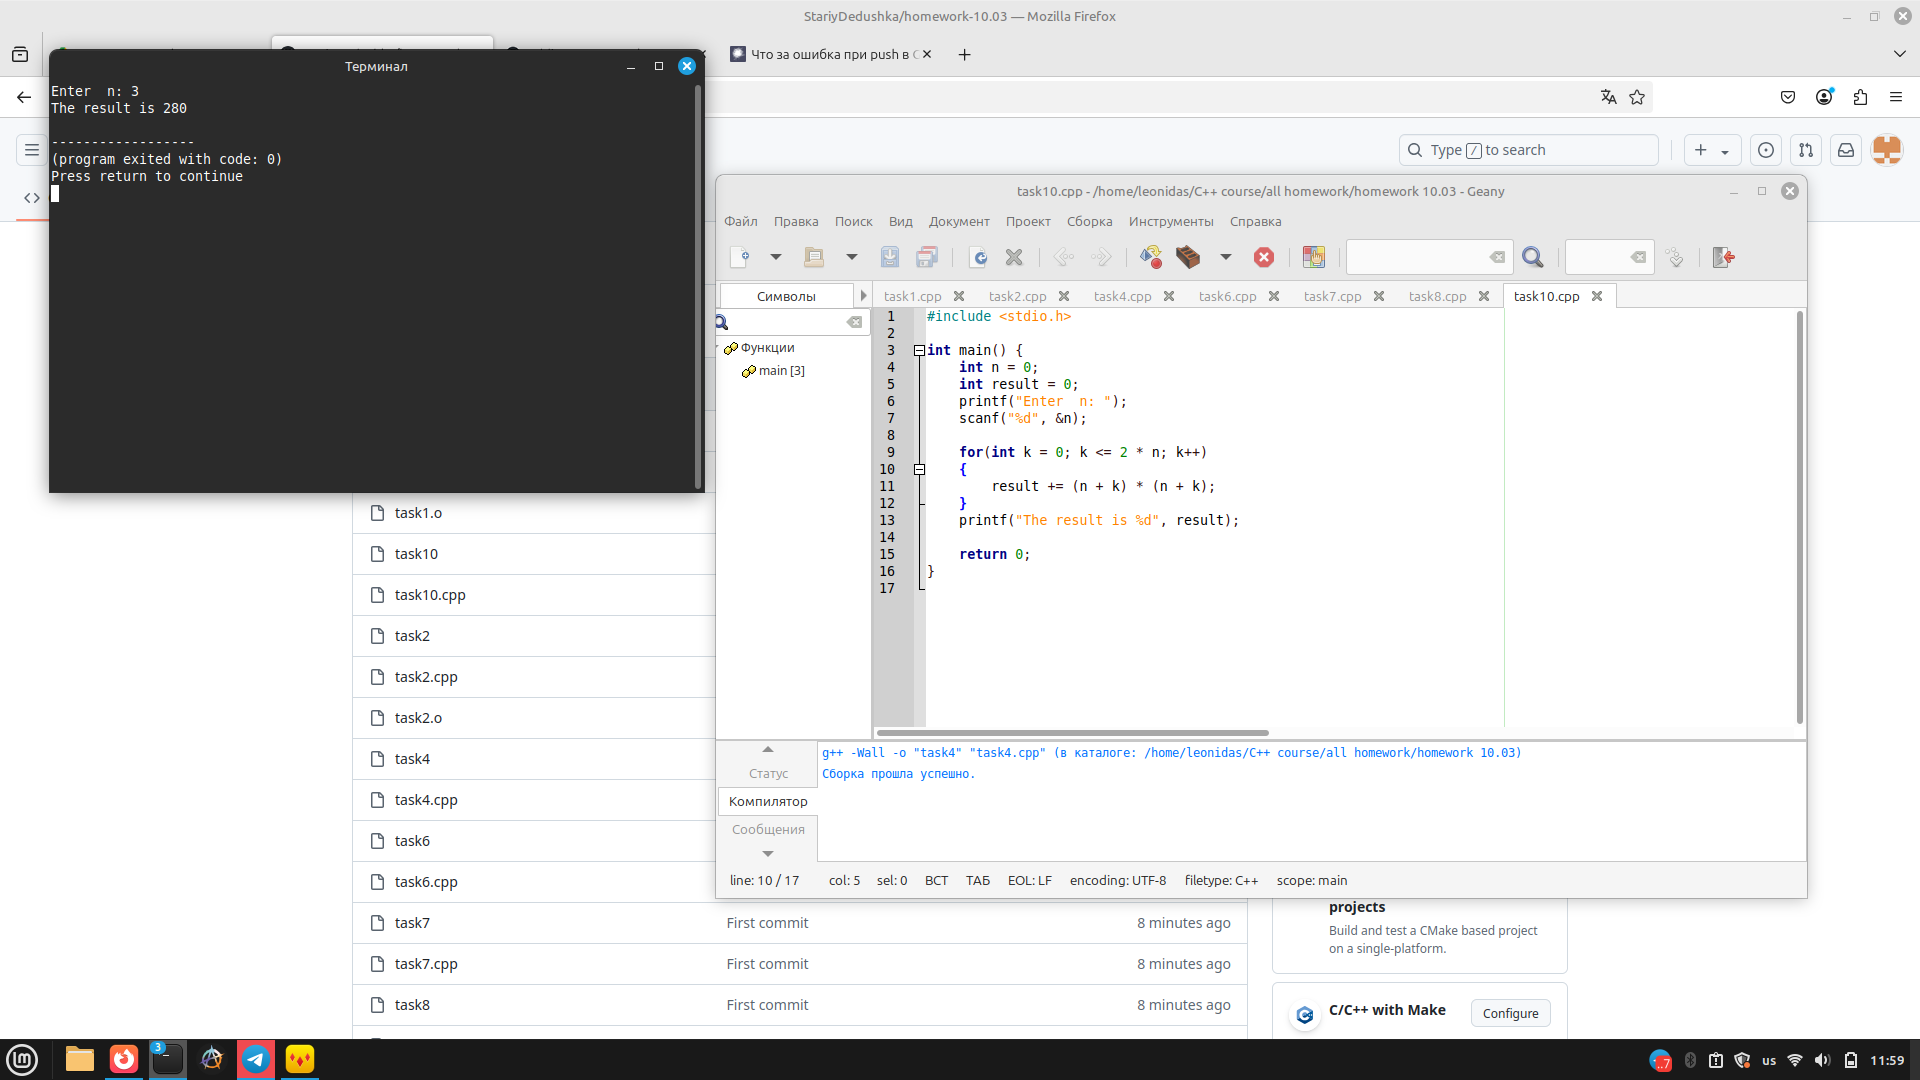 StariyDedushka/homework-10.03 — Mozilla Firefox
Что за ошибка при push в
Type / to search
Терминал
Enter  n: 3
The result is 280
------------------
(program exited with code: 0)
Press return to continue
task10.cpp - /home/leonidas/C++ course/all homework/homework 10.03 - Geany
Файл Правка Поиск Вид Документ Проект Сборка Инструменты Справка
Символы
task1.cpp task2.cpp task4.cpp task6.cpp task7.cpp task8.cpp task10.cpp
Функции
main [3]
1 #include <stdio.h>
2
3 int main() {
4     int n = 0;
5     int result = 0;
6     printf("Enter  n: ");
7     scanf("%d", &n);
8
9     for(int k = 0; k <= 2 * n; k++)
10     {
11         result += (n + k) * (n + k);
12     }
13     printf("The result is %d", result);
14
15     return 0;
16 }
17
Статус
Компилятор
Сообщения
g++ -Wall -o "task4" "task4.cpp" (в каталоге: /home/leonidas/C++ course/all homework/homework 10.03)
Сборка прошла успешно.
line: 10 / 17 col: 5 sel: 0 ВСТ ТАБ EOL: LF encoding: UTF-8 filetype: C++ scope: main
task1.o
task10
task10.cpp
task2
task2.cpp
task2.o
task4
task4.cpp
task6
task6.cpp
task7 First commit 8 minutes ago
task7.cpp First commit 8 minutes ago
task8 First commit 8 minutes ago
projects
Build and test a CMake based project
on a single-platform.
C/C++ with Make
Configure
3
us
11:59